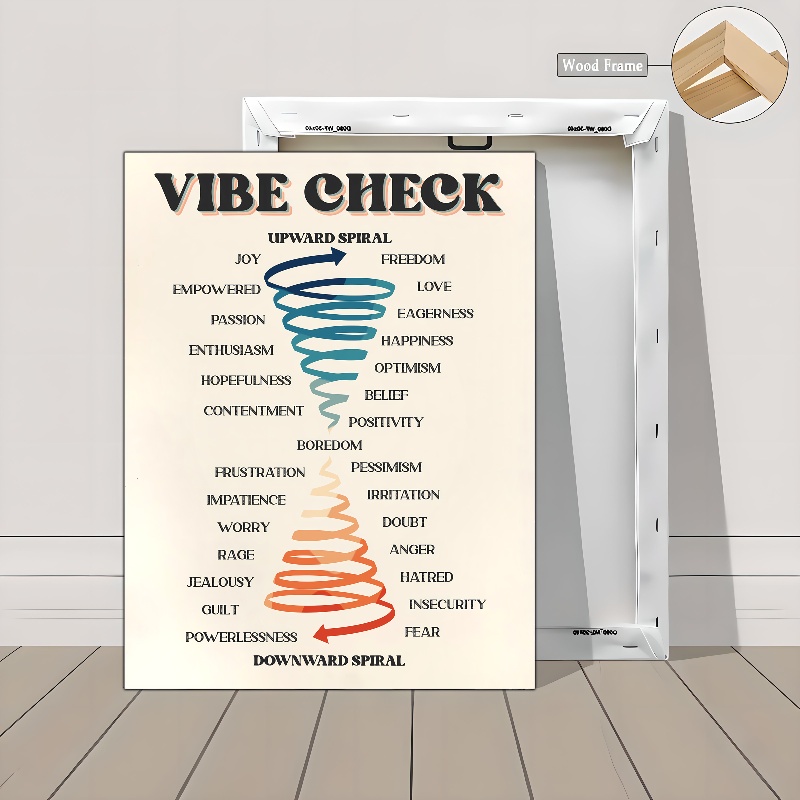 Wood Frame
VIBE CHECK
UPWARD SPIRAL
JOY
FREEDOM
EMPOWERED
LOVE
PASSION
EAGERNESS
ENTHUSIASM
HAPPINESS
HOPEFULNESS
OPTIMISM
CONTENTMENT
BELIEF
POSITIVITY
BOREDOM
FRUSTRATION
PESSIMISM
IMPATIENCE
IRRITATION
WORRY
DOUBT
RAGE
ANGER
JEALOUSY
HATRED
GUILT
INSECURITY
POWERLESSNESS
FEAR
DOWNWARD SPIRAL